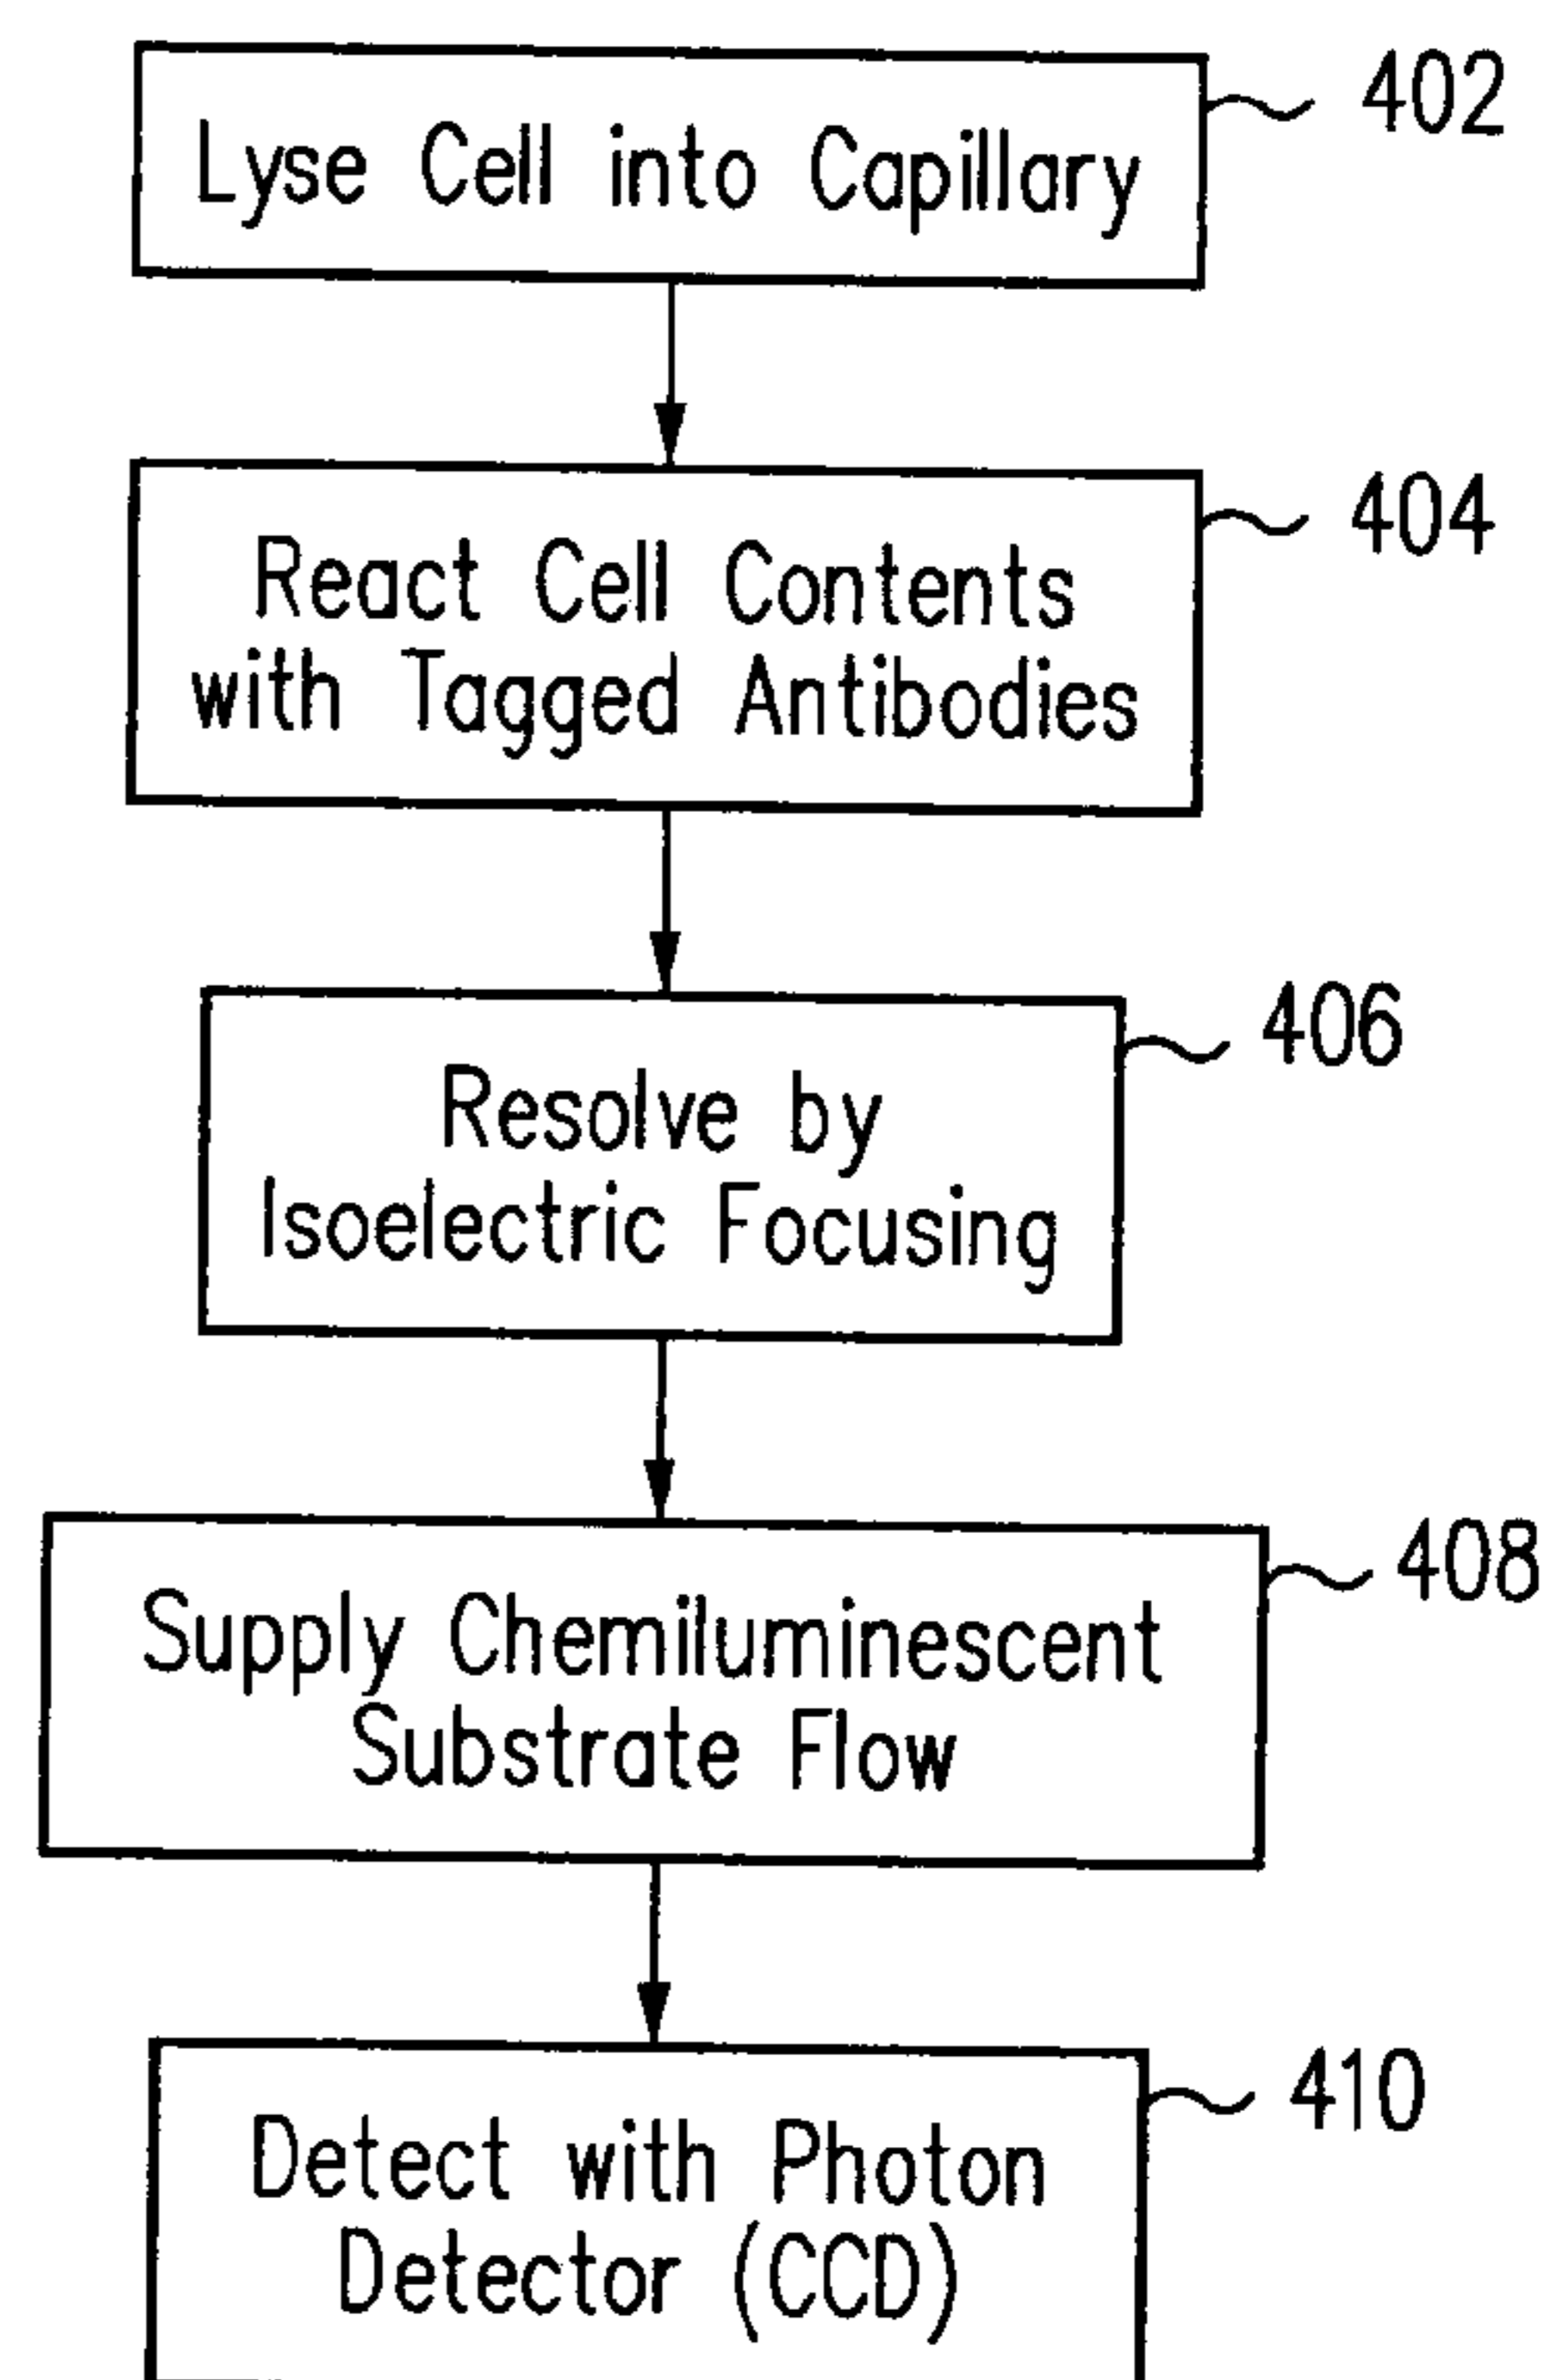 Lyse Cell into Capillary
402
React Cell Contents
with Tagged Antibodies
404
Resolve by
Isoelectric Focusing
406
Supply Chemiluminescent
Substrate Flow
408
Detect with Photon
Detector (CCD)
410